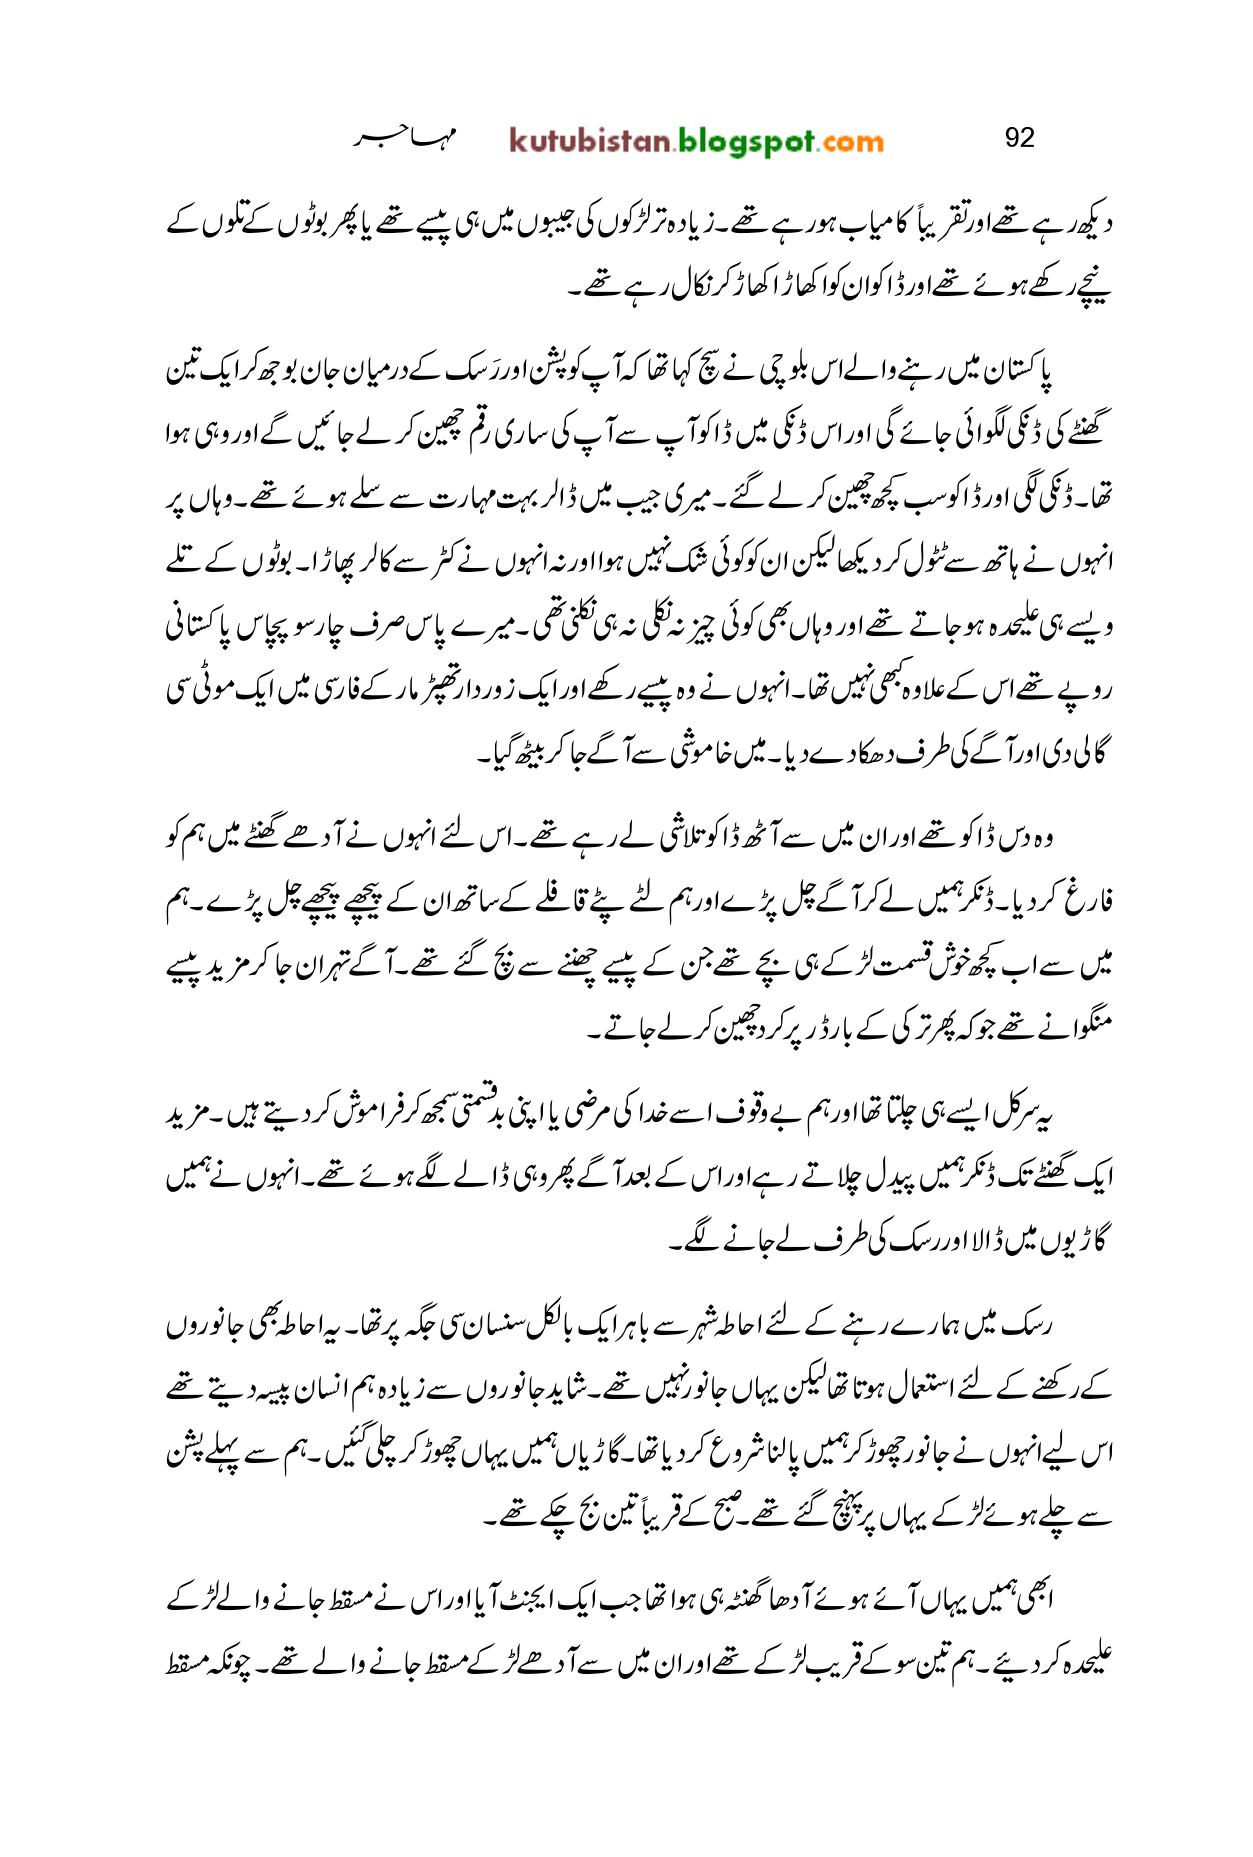 92 kutubistan.blogspot.com مہاجر
دیکھ رہے تھے اور تقریباً کامیاب ہو رہے تھے۔ زیادہ تر لڑکوں کی جیبوں میں ہی پیسے تھے یا پھر بوٹوں کے تلوں کے
نیچے رکھے ہوئے تھے اور ڈاکو ان کو اکھاڑ اکھاڑ کر نکال رہے تھے۔
پاکستان میں رہنے والے اس بلوچی نے سچ کہا تھا کہ آپ کو پشن اور رَسک کے درمیان جان بوجھ کر ایک تین
گھنٹے کی ڈنکی لگوائی جائے گی اور اس ڈنکی میں ڈاکو آپ سے آپ کی ساری رقم چھین کر لے جائیں گے اور وہی ہوا
تھا۔ ڈنکی لگی اور ڈاکو سب کچھ چھین کر لے گئے۔ میری جیب میں ڈالر بہت مہارت سے سلے ہوئے تھے۔ وہاں پر
انہوں نے ہاتھ سے ٹٹول کر دیکھا لیکن ان کو کوئی شک نہیں ہوا اور نہ انہوں نے کٹر سے کالر پھاڑا۔ بوٹوں کے تلے
ویسے ہی علیحدہ ہو جاتے تھے اور وہاں بھی کوئی چیز نہ نکلی نہ ہی نکلنی تھی۔ میرے پاس صرف چار سو پچاس پاکستانی
روپے تھے اس کے علاوہ کبھی نہیں تھا۔ انہوں نے وہ پیسے رکھے اور ایک زور دار تھپڑ مار کے فارسی میں ایک موٹی سی
گالی دی اور آگے کی طرف دھکا دے دیا۔ میں خاموشی سے آگے جا کر بیٹھ گیا۔
وہ دس ڈاکو تھے اور ان میں سے آٹھ ڈاکو تلاشی لے رہے تھے۔ اس لئے انہوں نے آدھے گھنٹے میں ہم کو
فارغ کر دیا۔ ڈنکر ہمیں لے کر آگے چل پڑے اور ہم لٹے پٹے قافلے کے ساتھ ان کے پیچھے پیچھے چل پڑے۔ ہم
میں سے اب کچھ خوش قسمت لڑکے ہی بچے تھے جن کے پیسے چھننے سے بچ گئے تھے۔ آگے تہران جا کر مزید پیسے
منگوانے تھے جو کہ پھر ترکی کے بارڈر پر کرد چھین کر لے جاتے۔
یہ سرکل ایسے ہی چلتا تھا اور ہم بے وقوف اسے خدا کی مرضی یا اپنی بدقسمتی سمجھ کر فراموش کر دیتے ہیں۔ مزید
ایک گھنٹے تک ڈنکر ہمیں پیدل چلاتے رہے اور اس کے بعد آگے پھر وہی ڈالے لگے ہوئے تھے۔ انہوں نے ہمیں
گاڑیوں میں ڈالا اور رسک کی طرف لے جانے لگے۔
رسک میں ہمارے رہنے کے لئے احاطہ شہر سے باہر ایک بالکل سنسان سی جگہ پر تھا۔ یہ احاطہ بھی جانوروں
کے رکھنے کے لئے استعمال ہوتا تھا لیکن یہاں جانور نہیں تھے۔ شاید جانوروں سے زیادہ ہم انسان پیسہ دیتے تھے
اس لیے انہوں نے جانور چھوڑ کر ہمیں پالنا شروع کر دیا تھا۔ گاڑیاں ہمیں یہاں چھوڑ کر چلی گئیں۔ ہم سے پہلے پشن
سے چلے ہوئے لڑکے یہاں پر پہنچ گئے تھے۔ صبح کے قریباً تین بج چکے تھے۔
ابھی ہمیں یہاں آئے ہوئے آدھا گھنٹہ ہی ہوا تھا جب ایک ایجنٹ آیا اور اس نے مسقط جانے والے لڑکے
علیحدہ کر دیئے۔ ہم تین سو کے قریب لڑکے تھے اور ان میں سے آدھے لڑکے مسقط جانے والے تھے۔ چونکہ مسقط